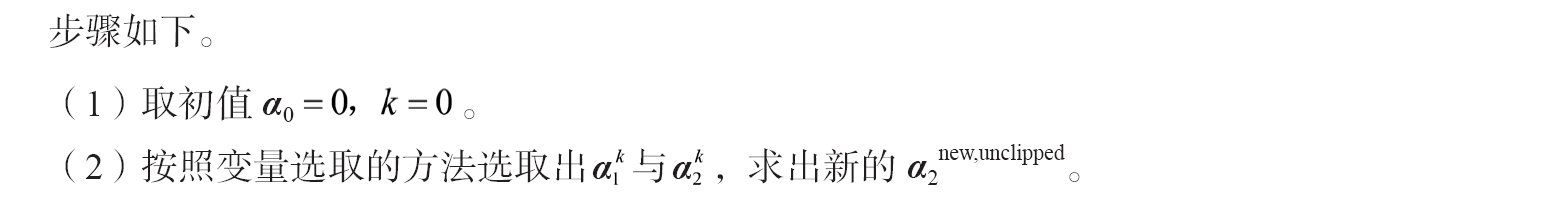 步骤如下。
（1）取初值 α₀ = 0，k = 0 。
（2）按照变量选取的方法选取出 α₁ᵏ 与 α₂ᵏ ，求出新的 α₂^new,unclipped 。